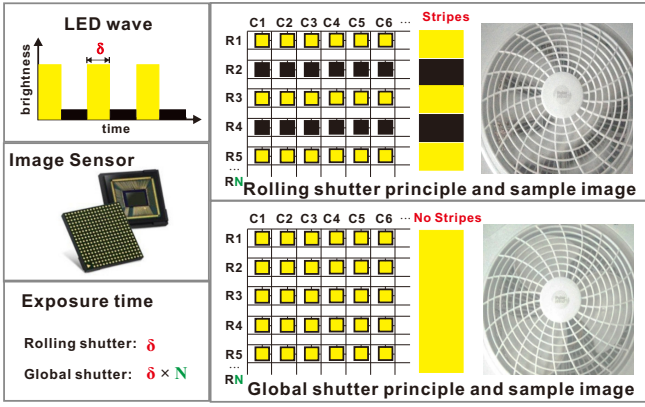 LED wave
δ
brightness
time
Image Sensor
Exposure time
Rolling shutter: δ
Global shutter: δ × N
C1 C2 C3 C4 C5 C6 ··· Stripes
R1
R2
R3
R4
R5
···
RN
Rolling shutter principle and sample image
C1 C2 C3 C4 C5 C6 ··· No Stripes
R1
R2
R3
R4
R5
···
RN
Global shutter principle and sample image